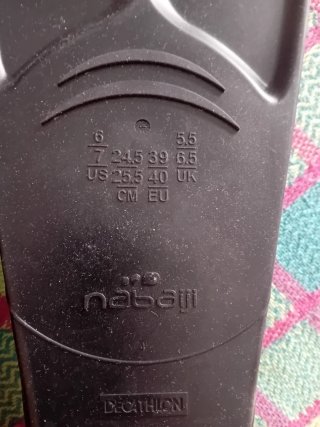 6 5.5
7 24.5 39 6.5
US 25.5 40 UK
CM EU
nabaiji
DECATHLON